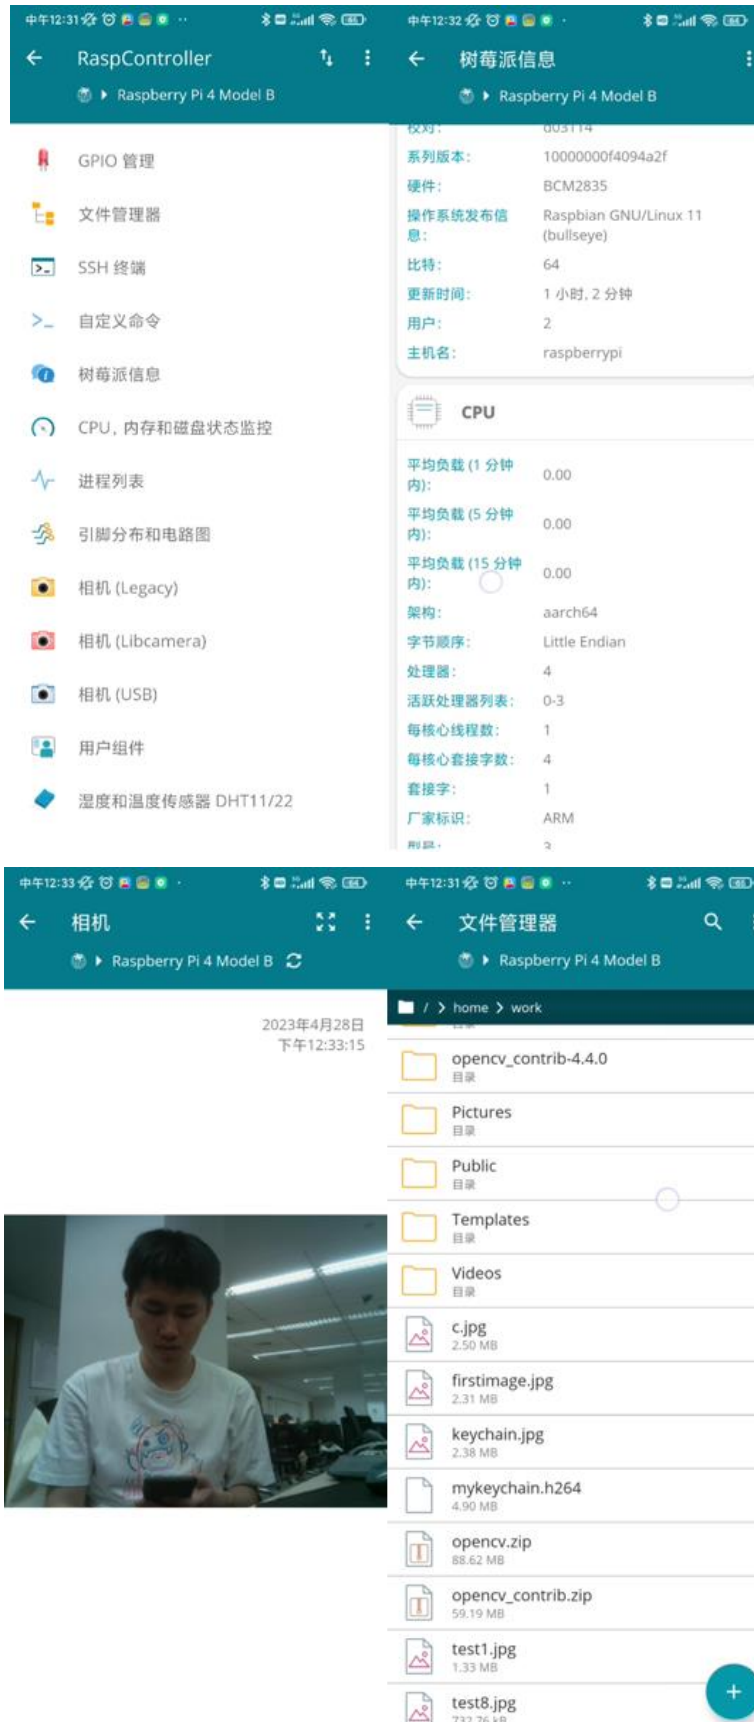 中午12:31
64
RaspController
Raspberry Pi 4 Model B
GPIO 管理
文件管理器
SSH 终端
自定义命令
树莓派信息
CPU, 内存和磁盘状态监控
进程列表
引脚分布和电路图
相机 (Legacy)
相机 (Libcamera)
相机 (USB)
用户组件
湿度和温度传感器 DHT11/22
中午12:32
树莓派信息
Raspberry Pi 4 Model B
校对: d03114
系列版本: 10000000f4094a2f
硬件: BCM2835
操作系统发布信息: Raspbian GNU/Linux 11 (bullseye)
比特: 64
更新时间: 1 小时, 2 分钟
用户: 2
主机名: raspberrypi
CPU
平均负载 (1 分钟内): 0.00
平均负载 (5 分钟内): 0.00
平均负载 (15 分钟内): 0.00
架构: aarch64
字节顺序: Little Endian
处理器: 4
活跃处理器列表: 0-3
每核心线程数: 1
每核心套接字数: 4
套接字: 1
厂家标识: ARM
型号: 3
中午12:33
相机
Raspberry Pi 4 Model B
2023年4月28日
下午12:33:15
中午12:31
文件管理器
Raspberry Pi 4 Model B
/ > home > work
目录
opencv_contrib-4.4.0
目录
Pictures
目录
Public
目录
Templates
目录
Videos
目录
c.jpg
2.50 MB
firstimage.jpg
2.31 MB
keychain.jpg
2.38 MB
mykeychain.h264
4.90 MB
opencv.zip
88.62 MB
opencv_contrib.zip
59.19 MB
test1.jpg
1.33 MB
test8.jpg
732.76 kB